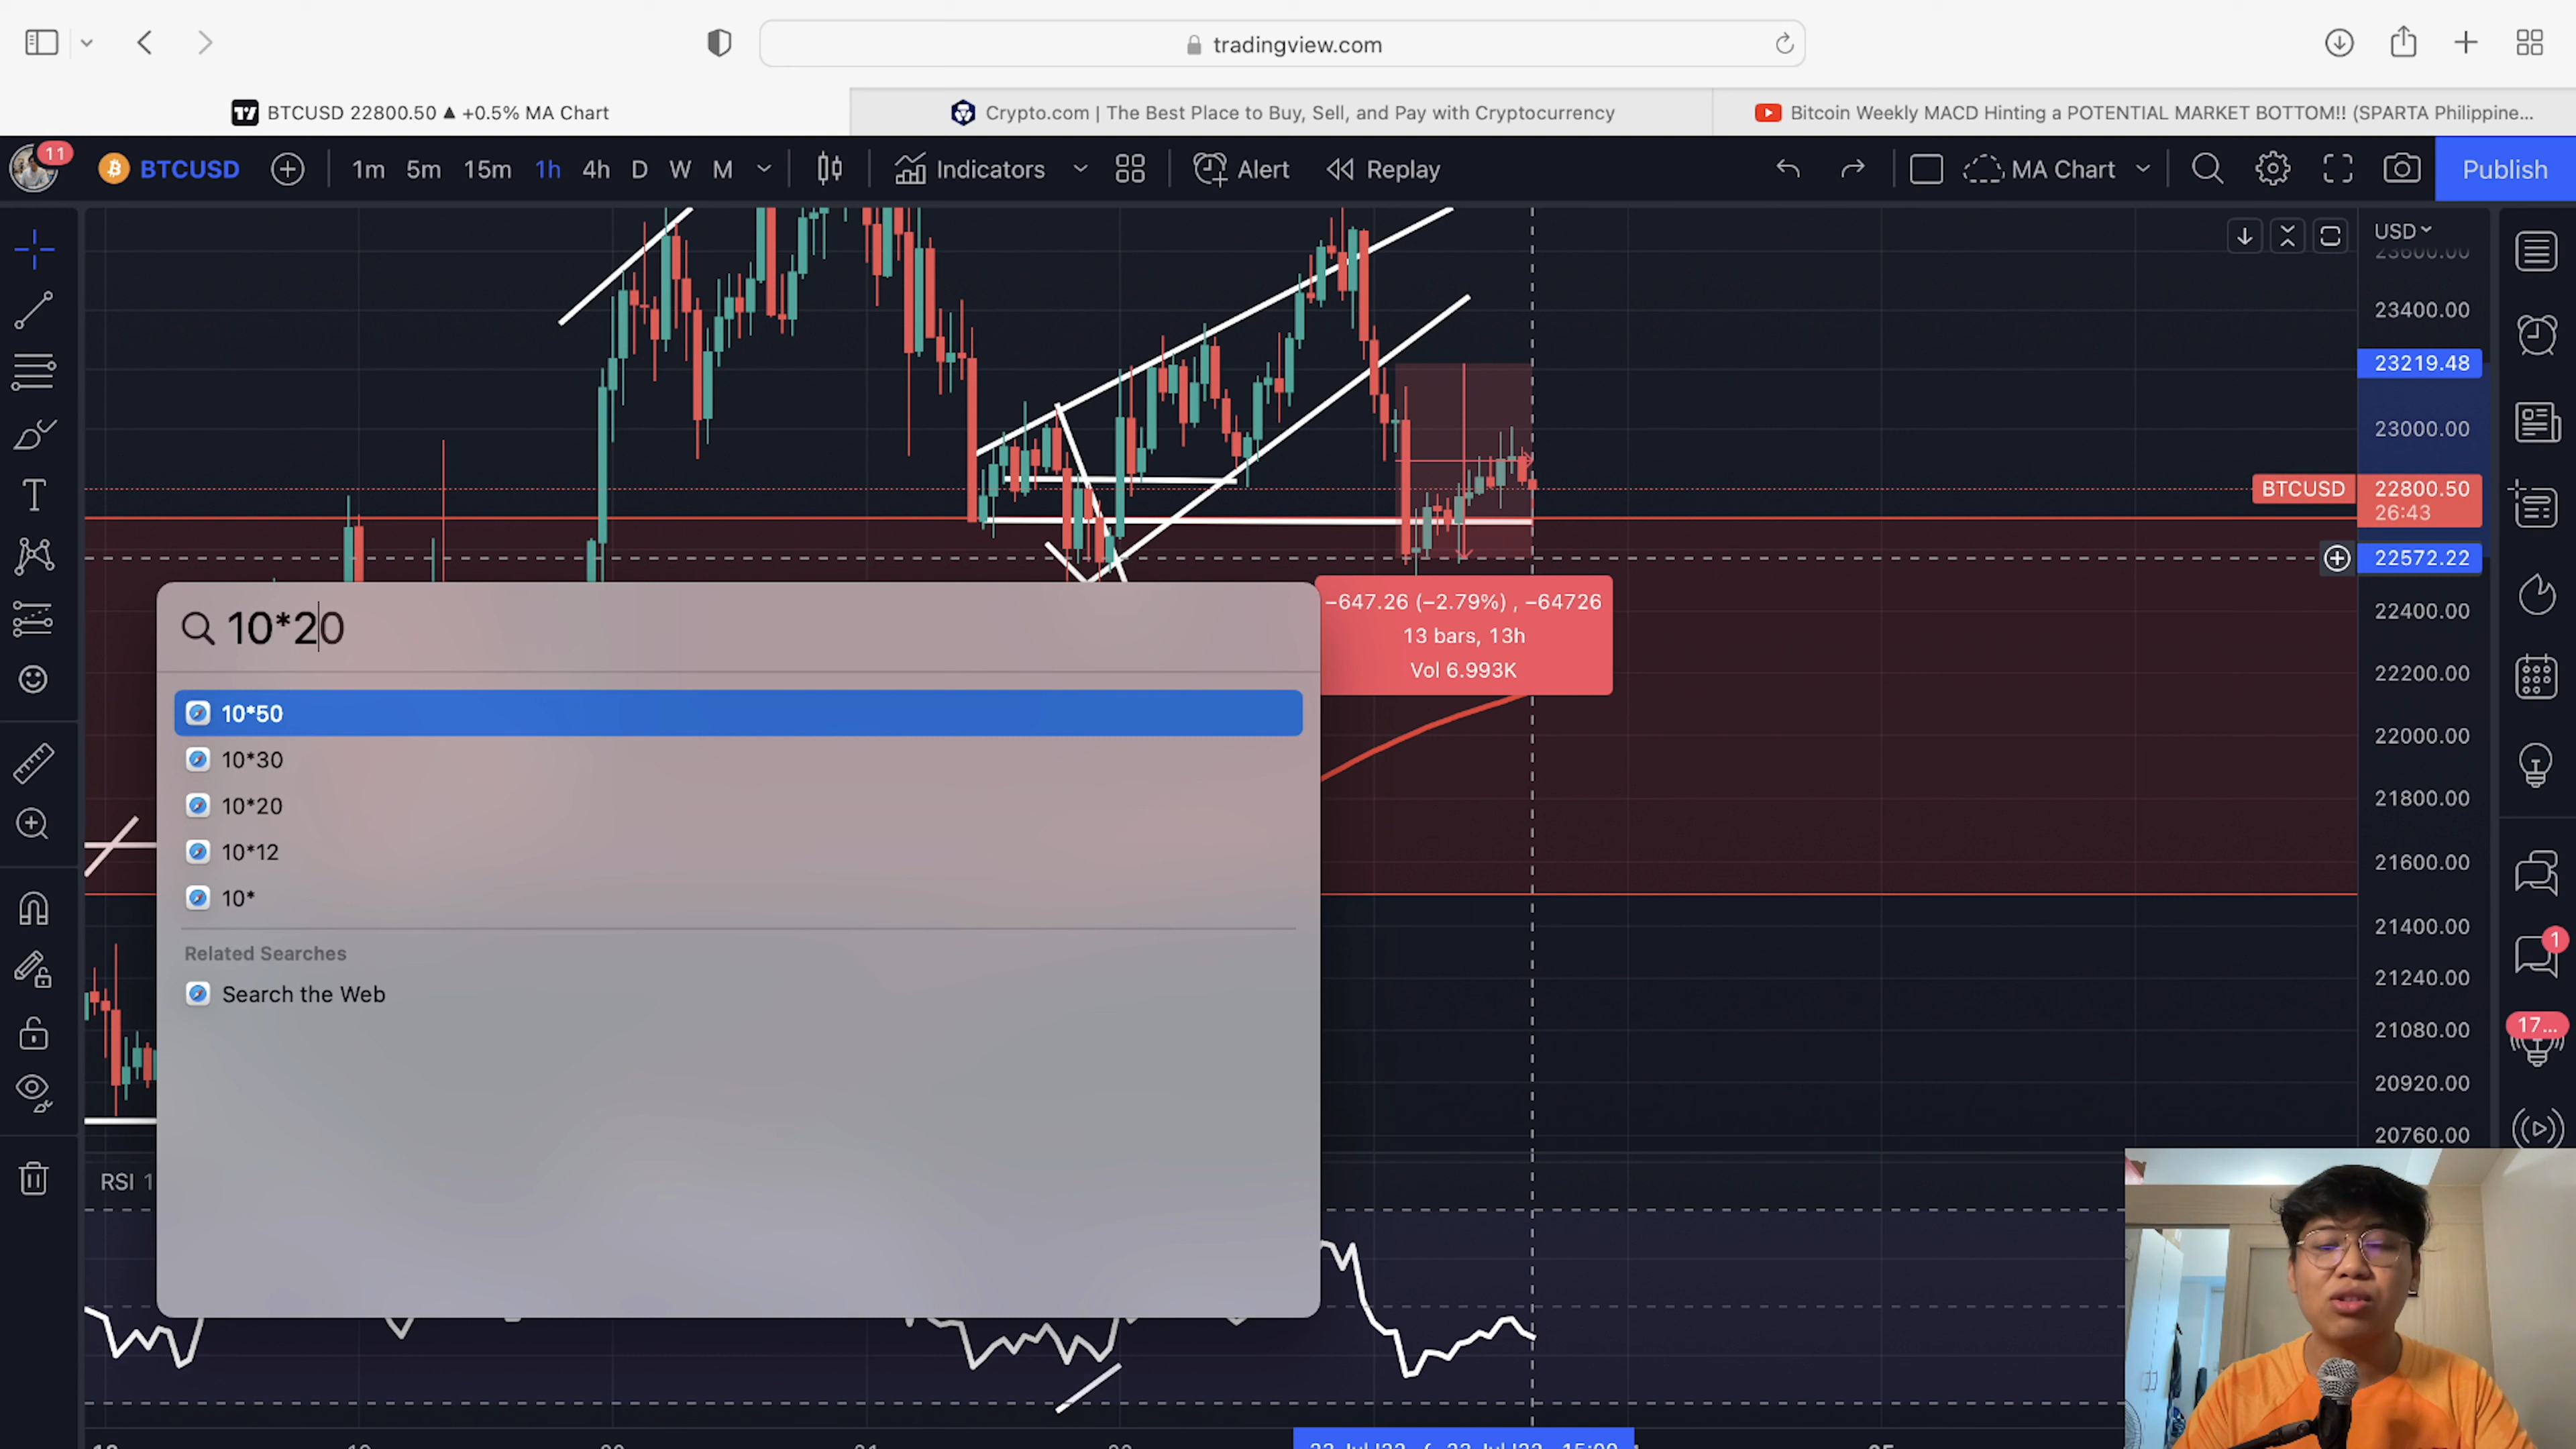 tradingview.com
BTCUSD 22800.50 ▲ +0.5% MA Chart
Crypto.com | The Best Place to Buy, Sell, and Pay with Cryptocurrency
Bitcoin Weekly MACD Hinting a POTENTIAL MARKET BOTTOM!! (SPARTA Philippine...
11
BTCUSD
1m 5m 15m 1h 4h D W M
Indicators
Alert
Replay
MA Chart
Publish
USD
23600.00
23400.00
23219.48
23000.00
BTCUSD
22800.50
26:43
22572.22
22400.00
22200.00
22000.00
21800.00
21600.00
21400.00
21240.00
21080.00
20920.00
20760.00
−647.26 (−2.79%) , −64726
13 bars, 13h
Vol 6.993K
10*20
10*50
10*30
10*20
10*12
10*
Related Searches
Search the Web
RSI 1
1
17...